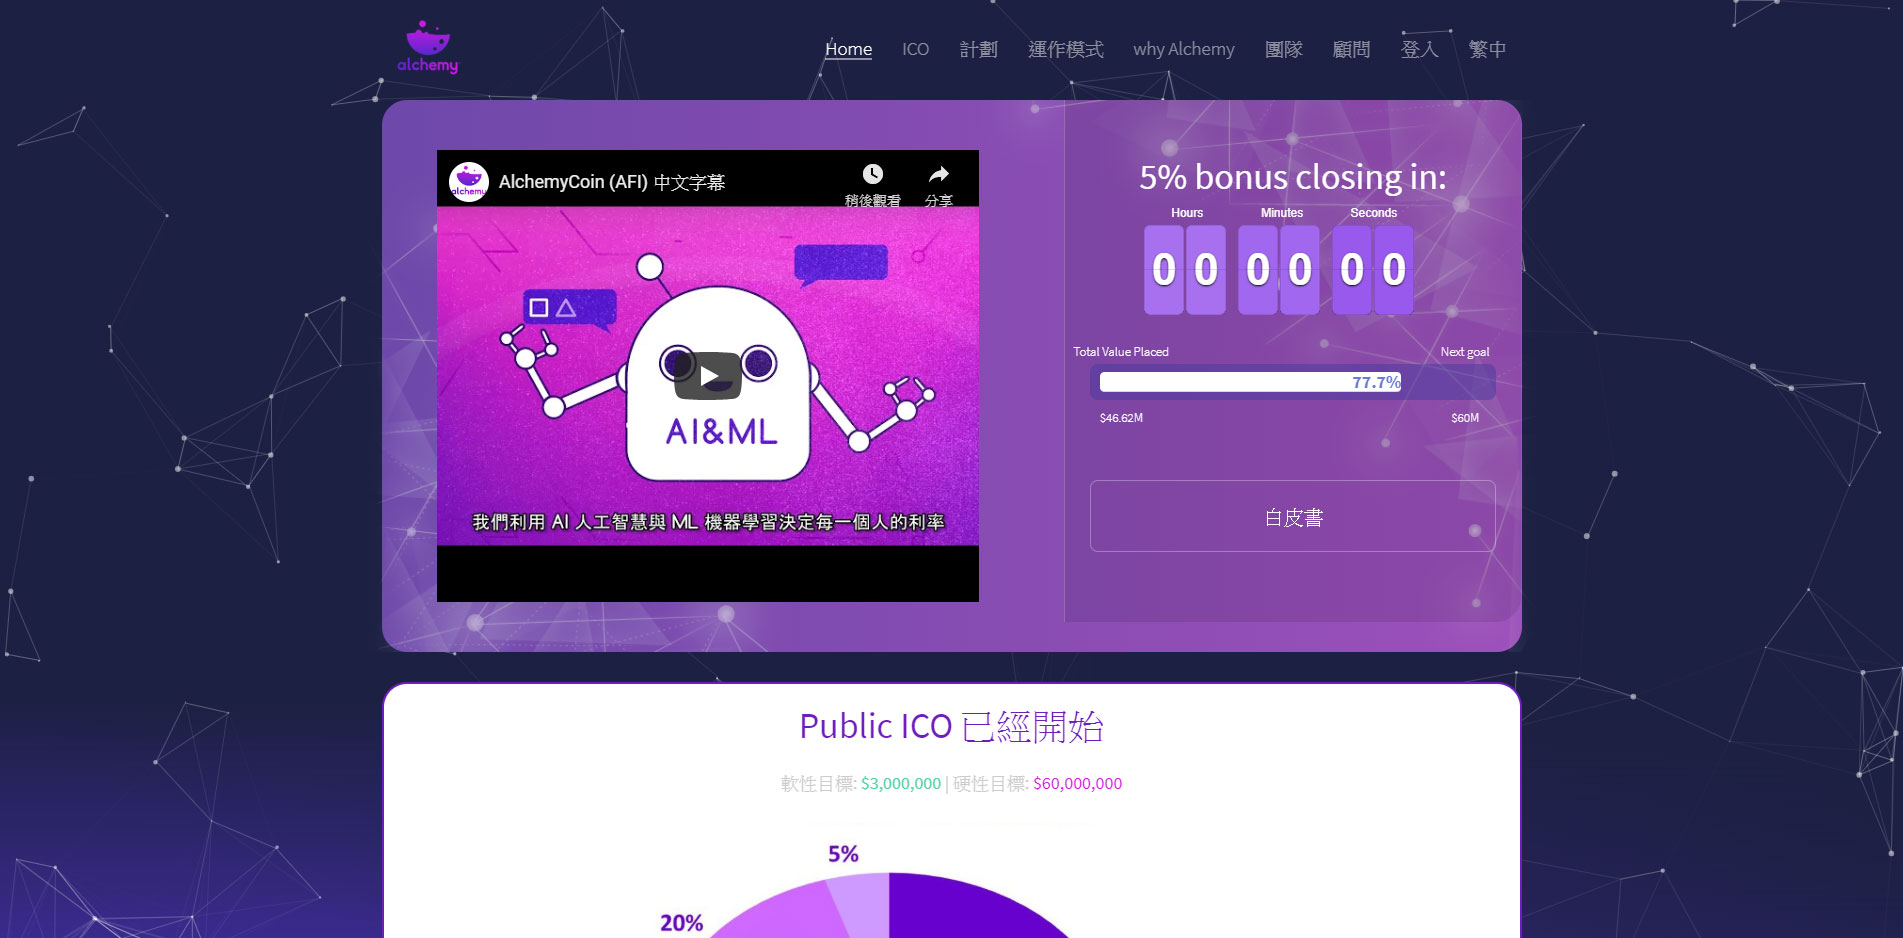 alchemy
Home ICO 計劃 運作模式 why Alchemy 團隊 顧問 登入 繁中
alchemy
AlchemyCoin (AFI) 中文字幕
稍後觀看 分享
AI&ML
我們利用 AI 人工智慧與 ML 機器學習決定每一個人的利率
5% bonus closing in:
Hours Minutes Seconds
0 0 0 0 0 0
Total Value Placed Next goal
77.7%
$46.62M $60M
白皮書
Public ICO 已經開始
軟性目標: $3,000,000 | 硬性目標: $60,000,000
5%
20%